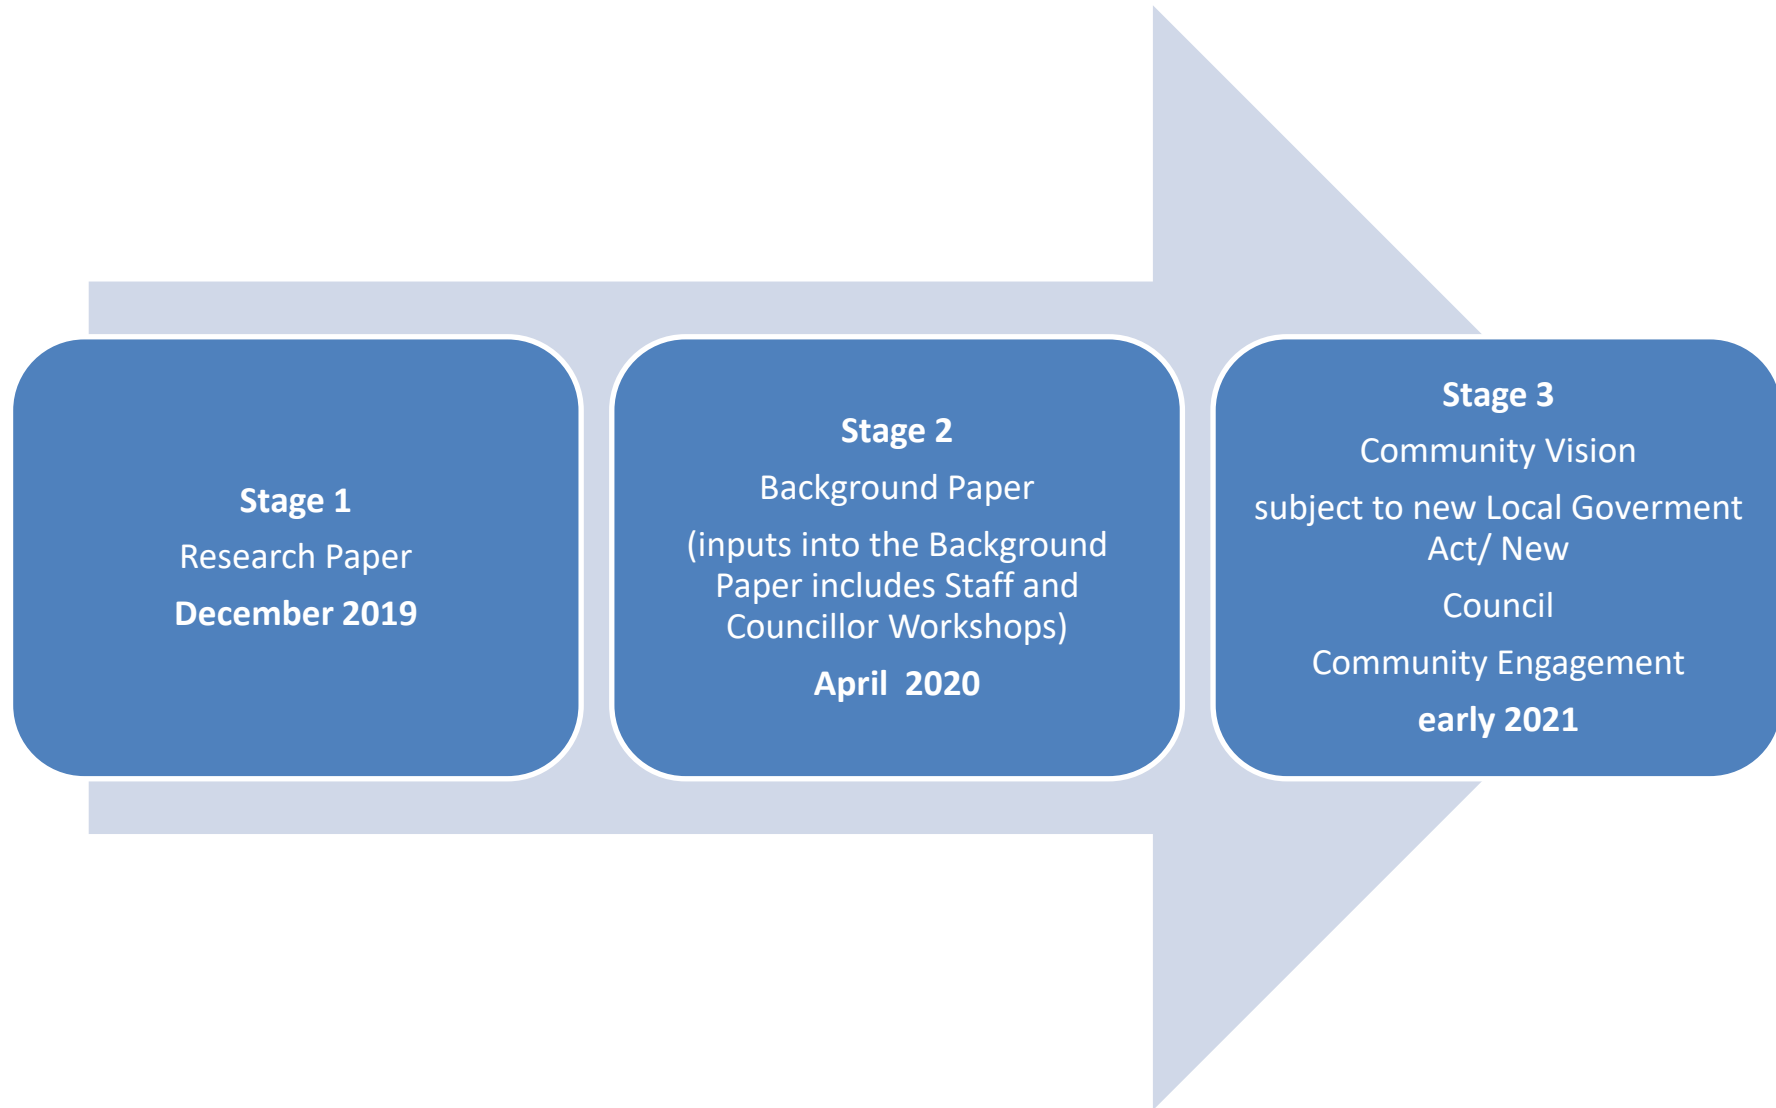 Stage 1
Research Paper
December 2019
Stage 2
Background Paper
(inputs into the Background
Paper includes Staff and
Councillor Workshops)
April  2020
Stage 3
Community Vision
subject to new Local Goverment
Act/ New
Council
Community Engagement
early 2021